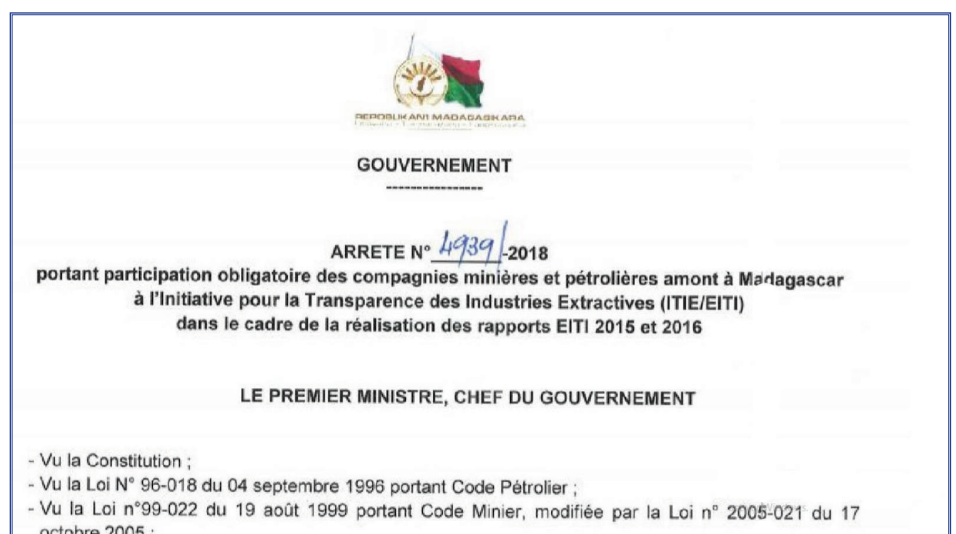 REPOBLIKAN'I MADAGASIKARA
GOUVERNEMENT
----------------
ARRETE N° 4939/-2018
portant participation obligatoire des compagnies minières et pétrolières amont à Madagascar
à l'Initiative pour la Transparence des Industries Extractives (ITIE/EITI)
dans le cadre de la réalisation des rapports EITI 2015 et 2016
LE PREMIER MINISTRE, CHEF DU GOUVERNEMENT
- Vu la Constitution ;
- Vu la Loi N° 96-018 du 04 septembre 1996 portant Code Pétrolier ;
- Vu la Loi n°99-022 du 19 août 1999 portant Code Minier, modifiée par la Loi n° 2005-021 du 17
octobre 2005 ;